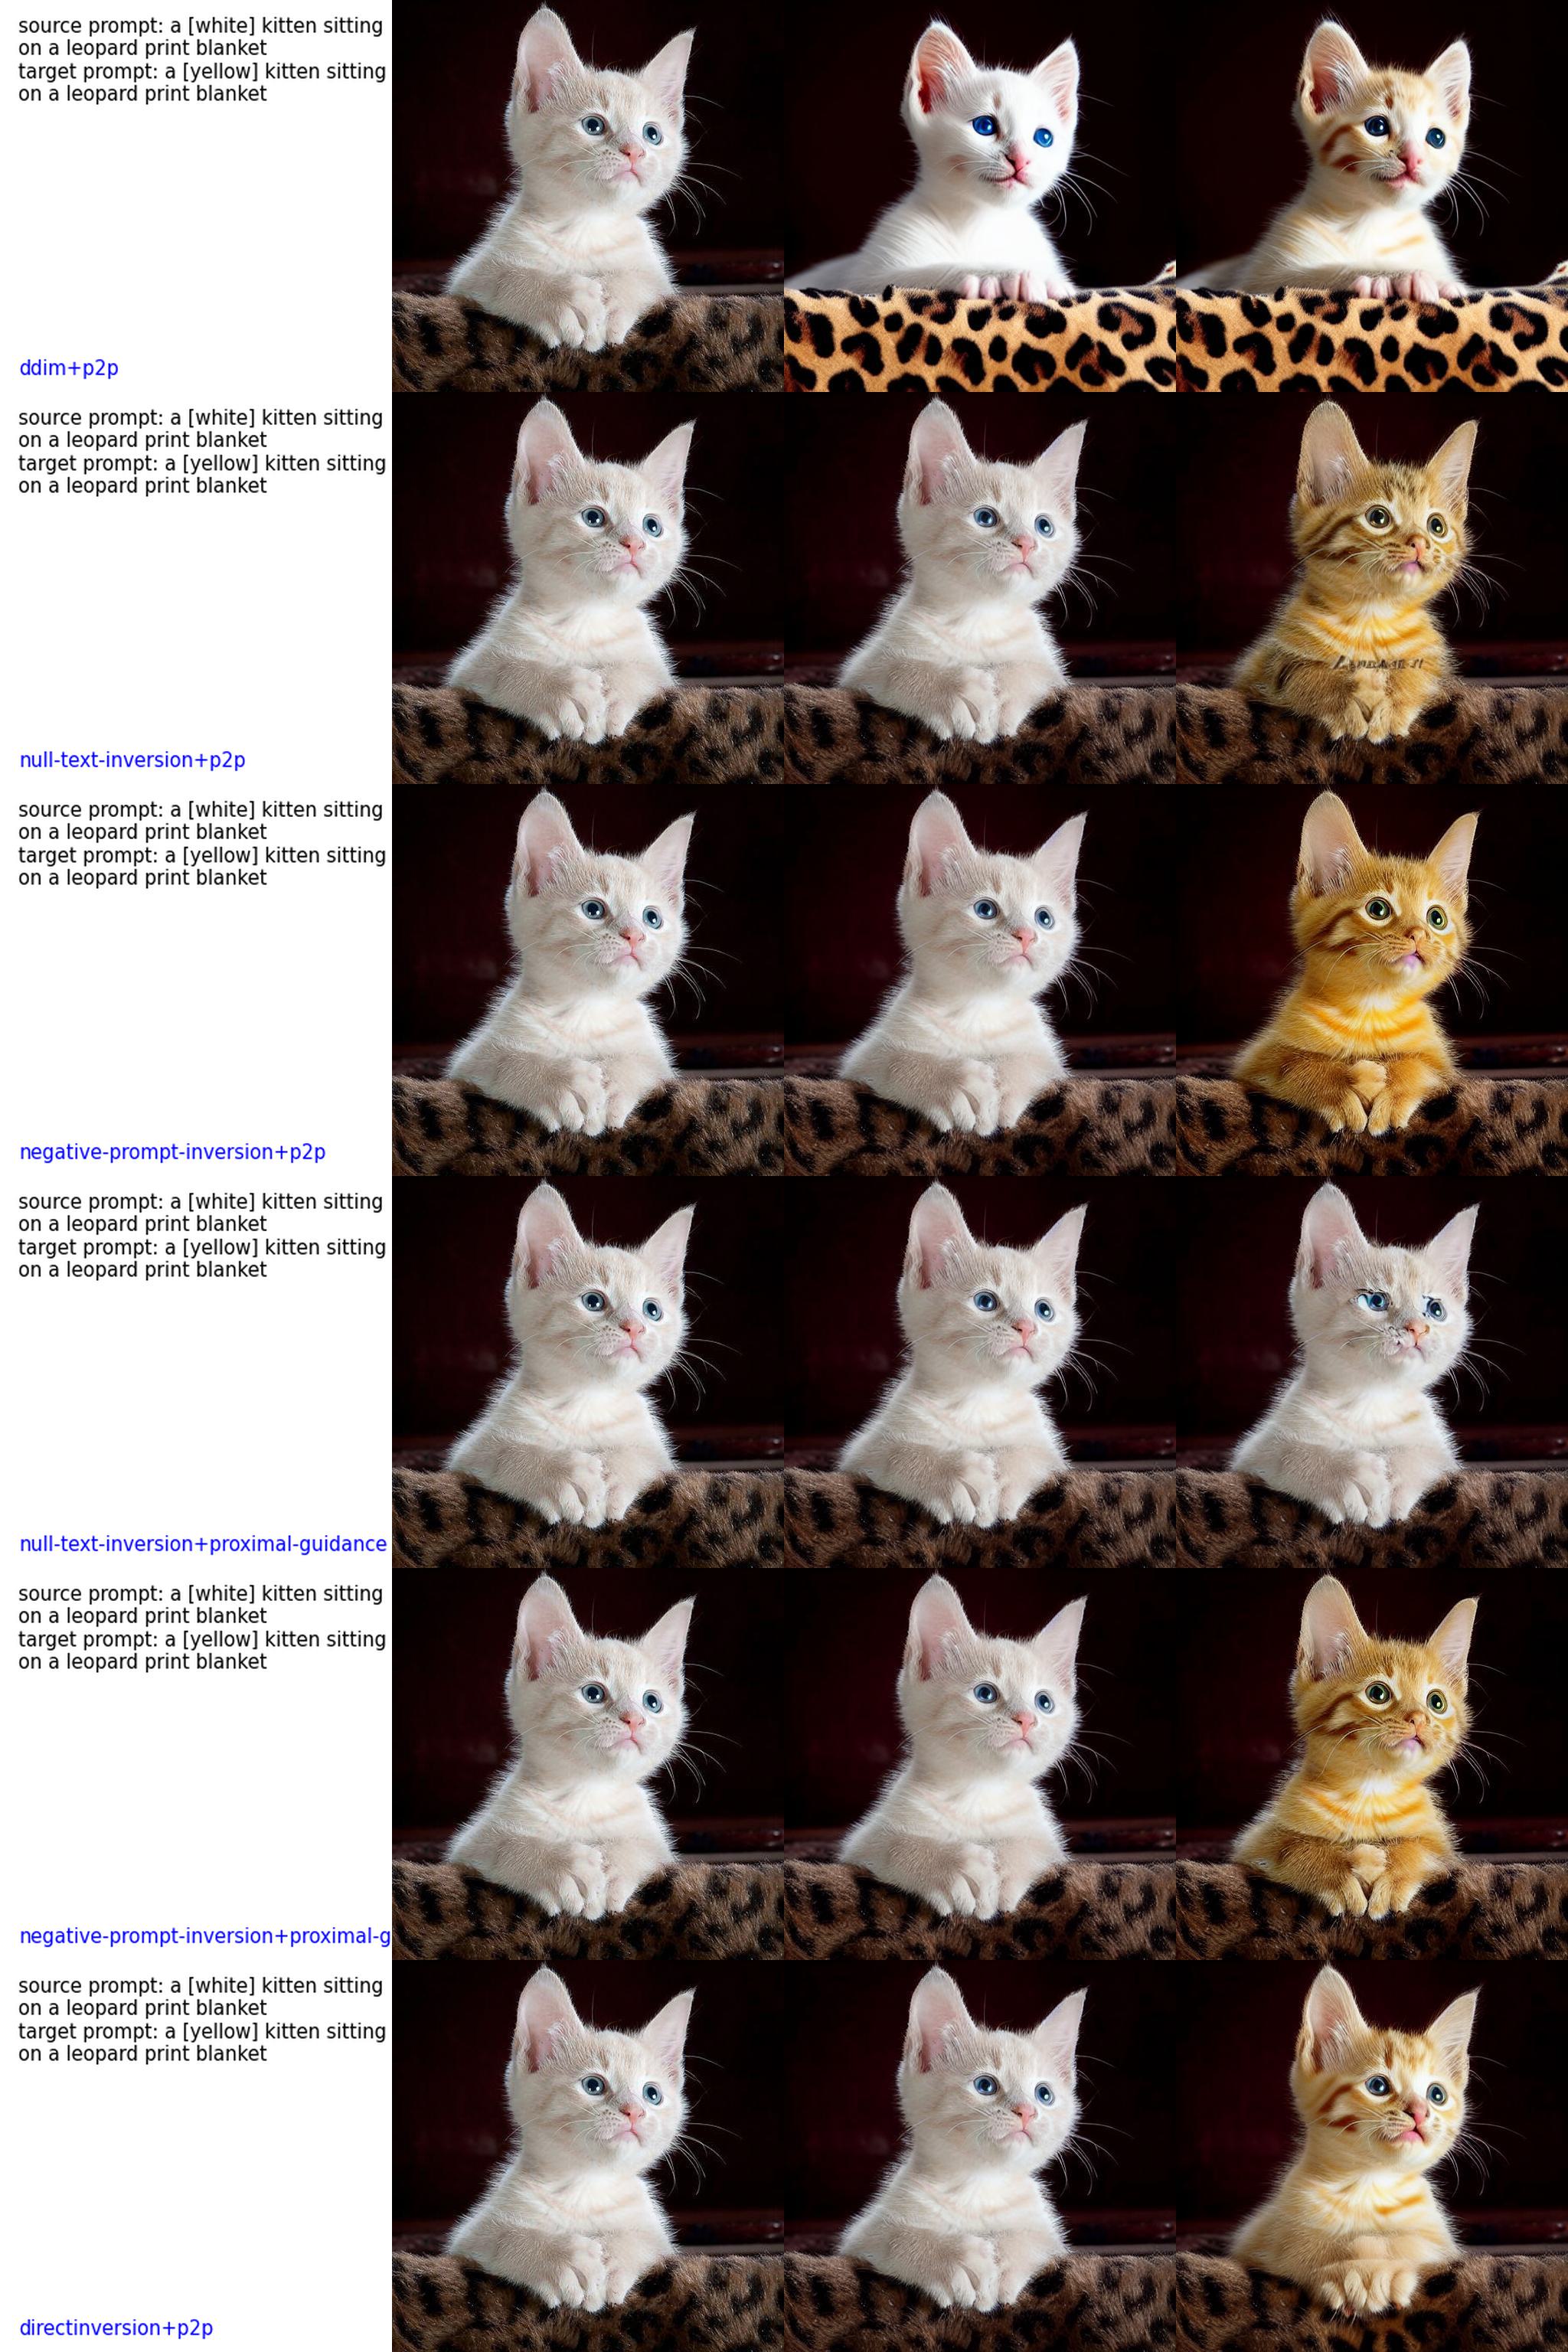 source prompt: a [white] kitten sitting
on a leopard print blanket
target prompt: a [yellow] kitten sitting
on a leopard print blanket
ddim+p2p
source prompt: a [white] kitten sitting
on a leopard print blanket
target prompt: a [yellow] kitten sitting
on a leopard print blanket
null-text-inversion+p2p
source prompt: a [white] kitten sitting
on a leopard print blanket
target prompt: a [yellow] kitten sitting
on a leopard print blanket
negative-prompt-inversion+p2p
source prompt: a [white] kitten sitting
on a leopard print blanket
target prompt: a [yellow] kitten sitting
on a leopard print blanket
null-text-inversion+proximal-guidance
source prompt: a [white] kitten sitting
on a leopard print blanket
target prompt: a [yellow] kitten sitting
on a leopard print blanket
negative-prompt-inversion+proximal-g
source prompt: a [white] kitten sitting
on a leopard print blanket
target prompt: a [yellow] kitten sitting
on a leopard print blanket
directinversion+p2p